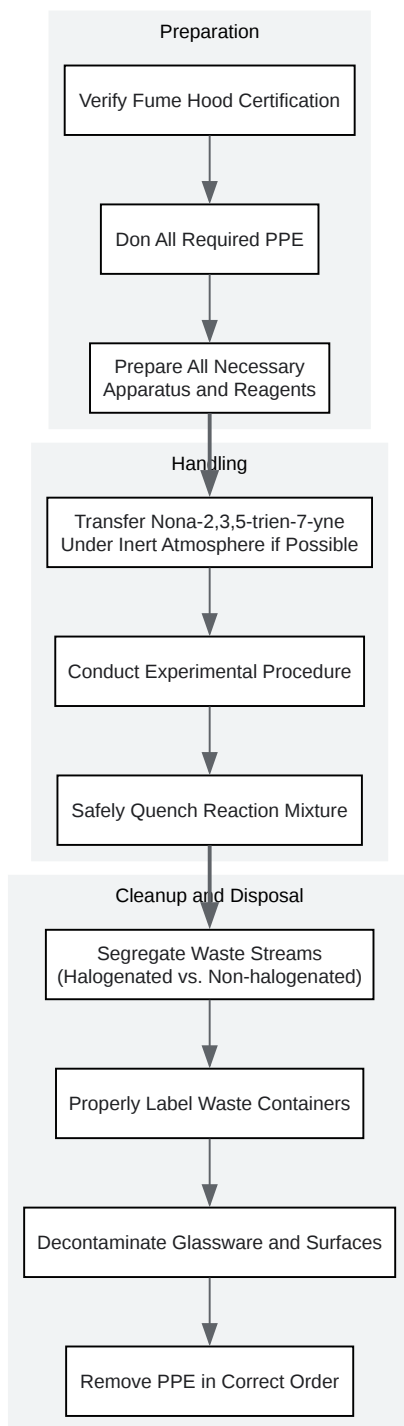 Preparation
Verify Fume Hood Certification
Don All Required PPE
Prepare All Necessary
Apparatus and Reagents
Handling
Transfer Nona-2,3,5-trien-7-yne
Under Inert Atmosphere if Possible
Conduct Experimental Procedure
Safely Quench Reaction Mixture
Cleanup and Disposal
Segregate Waste Streams
(Halogenated vs. Non-halogenated)
Properly Label Waste Containers
Decontaminate Glassware and Surfaces
Remove PPE in Correct Order